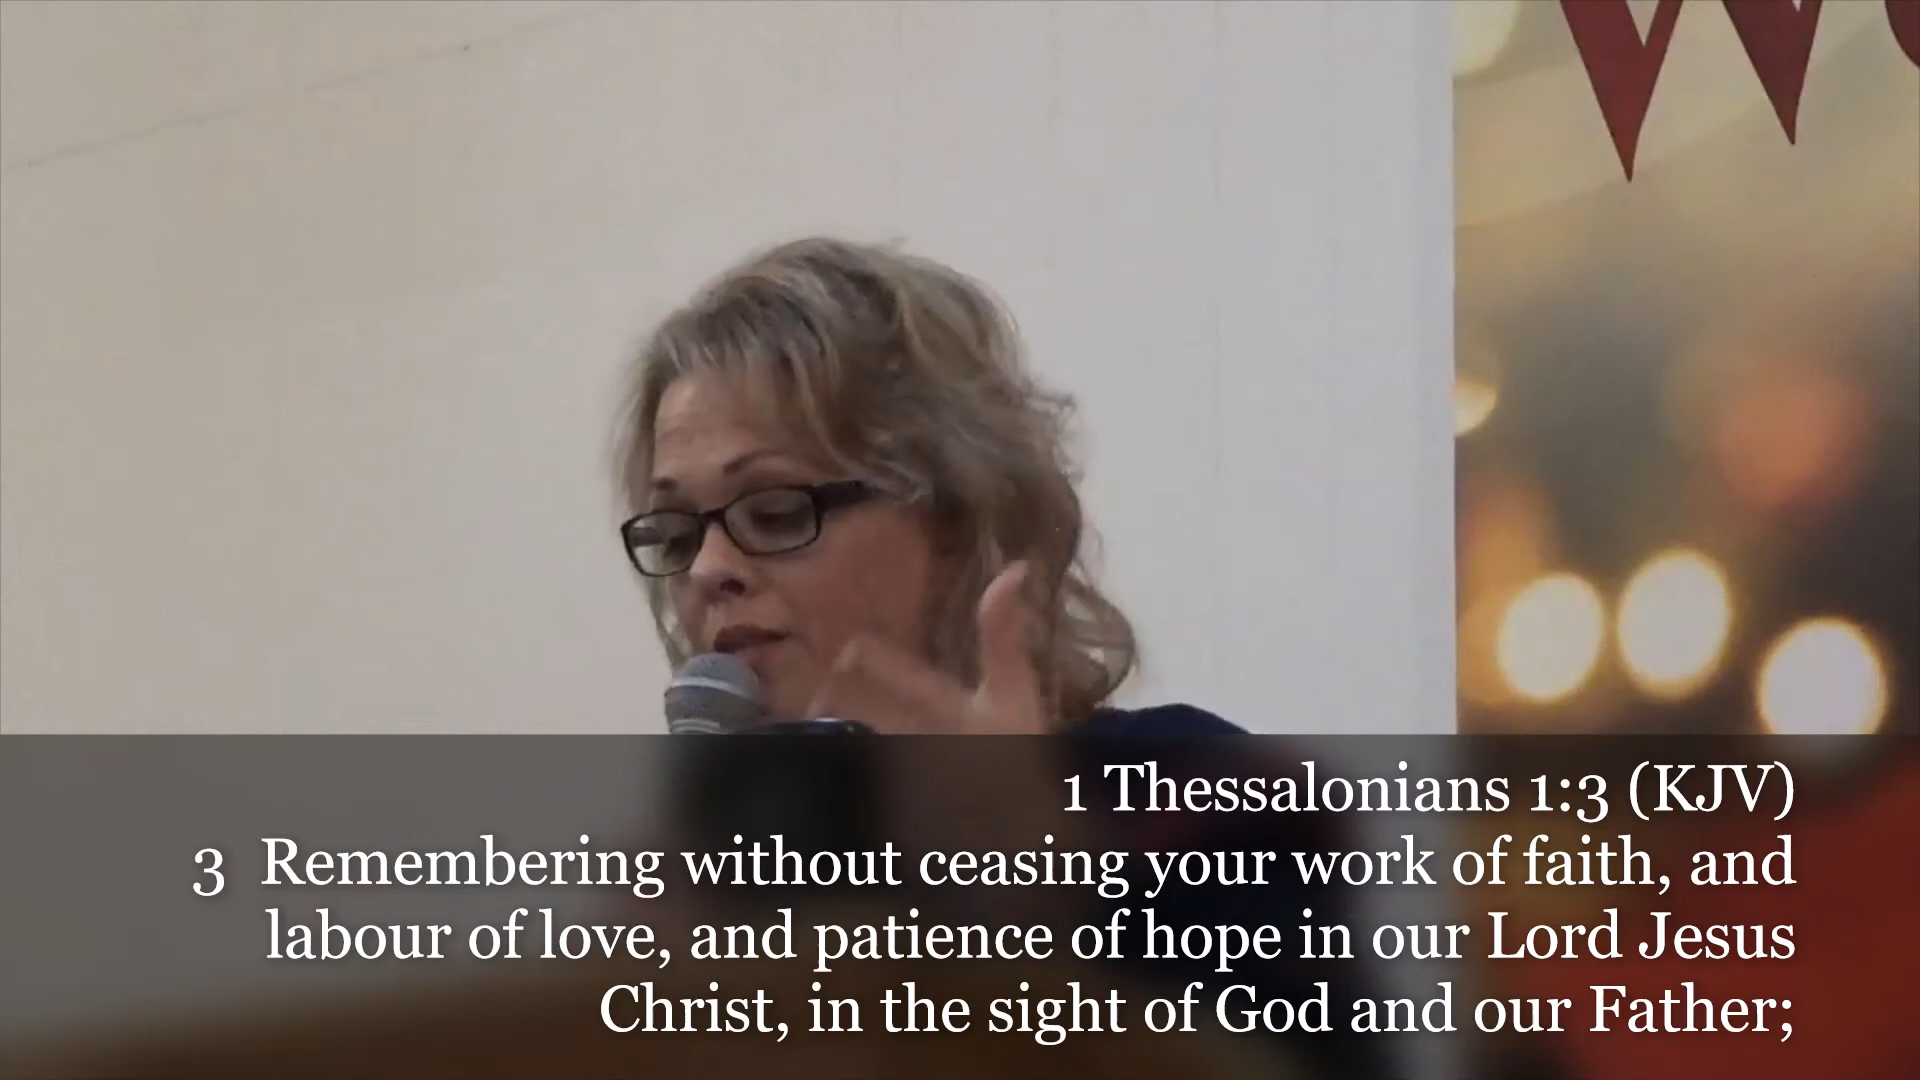 1 Thessalonians 1:3 (KJV)
3 Remembering without ceasing your work of faith, and
labour of love, and patience of hope in our Lord Jesus
Christ, in the sight of God and our Father;